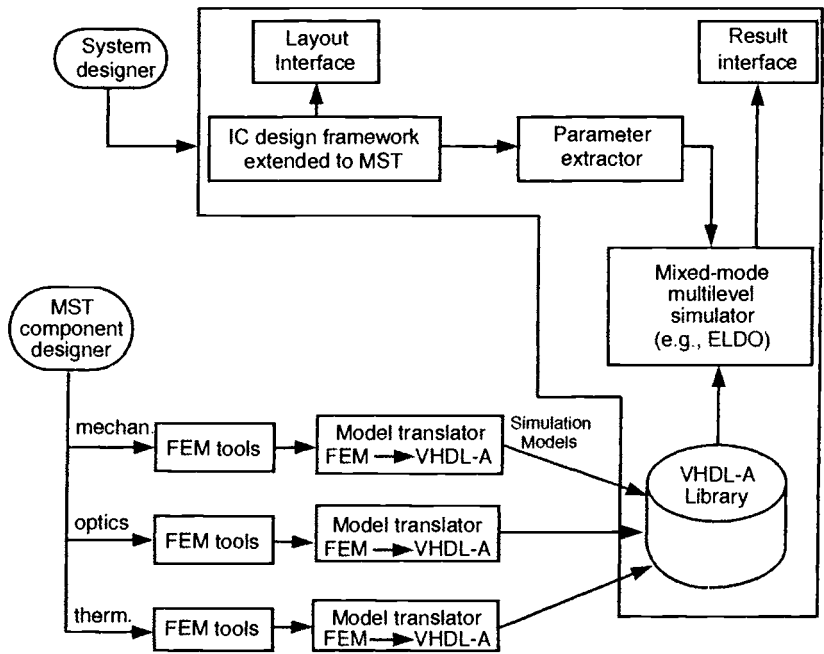 System
designer
Layout
Interface
Result
interface
IC design framework
extended to MST
Parameter
extractor
Mixed-mode
multilevel
simulator
(e.g., ELDO)
MST
component
designer
mechan.
FEM tools
Model translator
FEM VHDL-A
Simulation
Models
VHDL-A
Library
optics
FEM tools
Model translator
FEM VHDL-A
therm.
FEM tools
Model translator
FEM VHDL-A